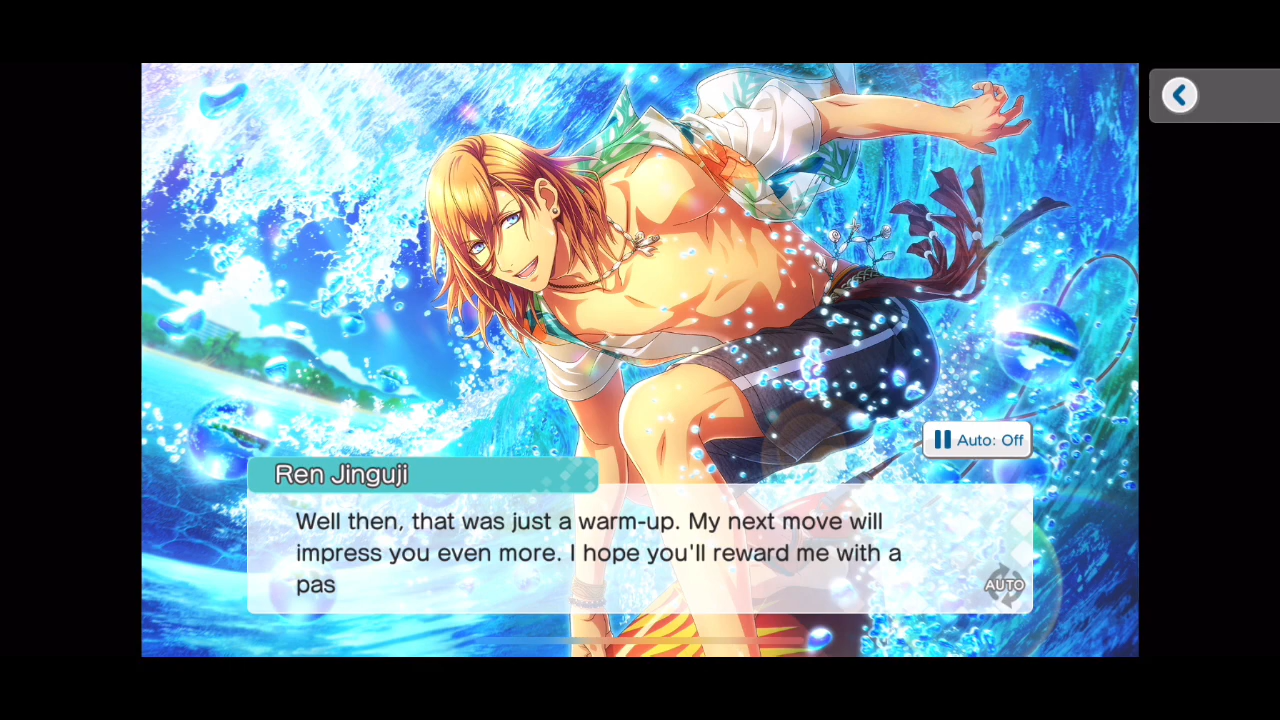 Auto: Off
Ren Jinguji
Well then, that was just a warm-up. My next move will
impress you even more. I hope you'll reward me with a
pas
AUTO